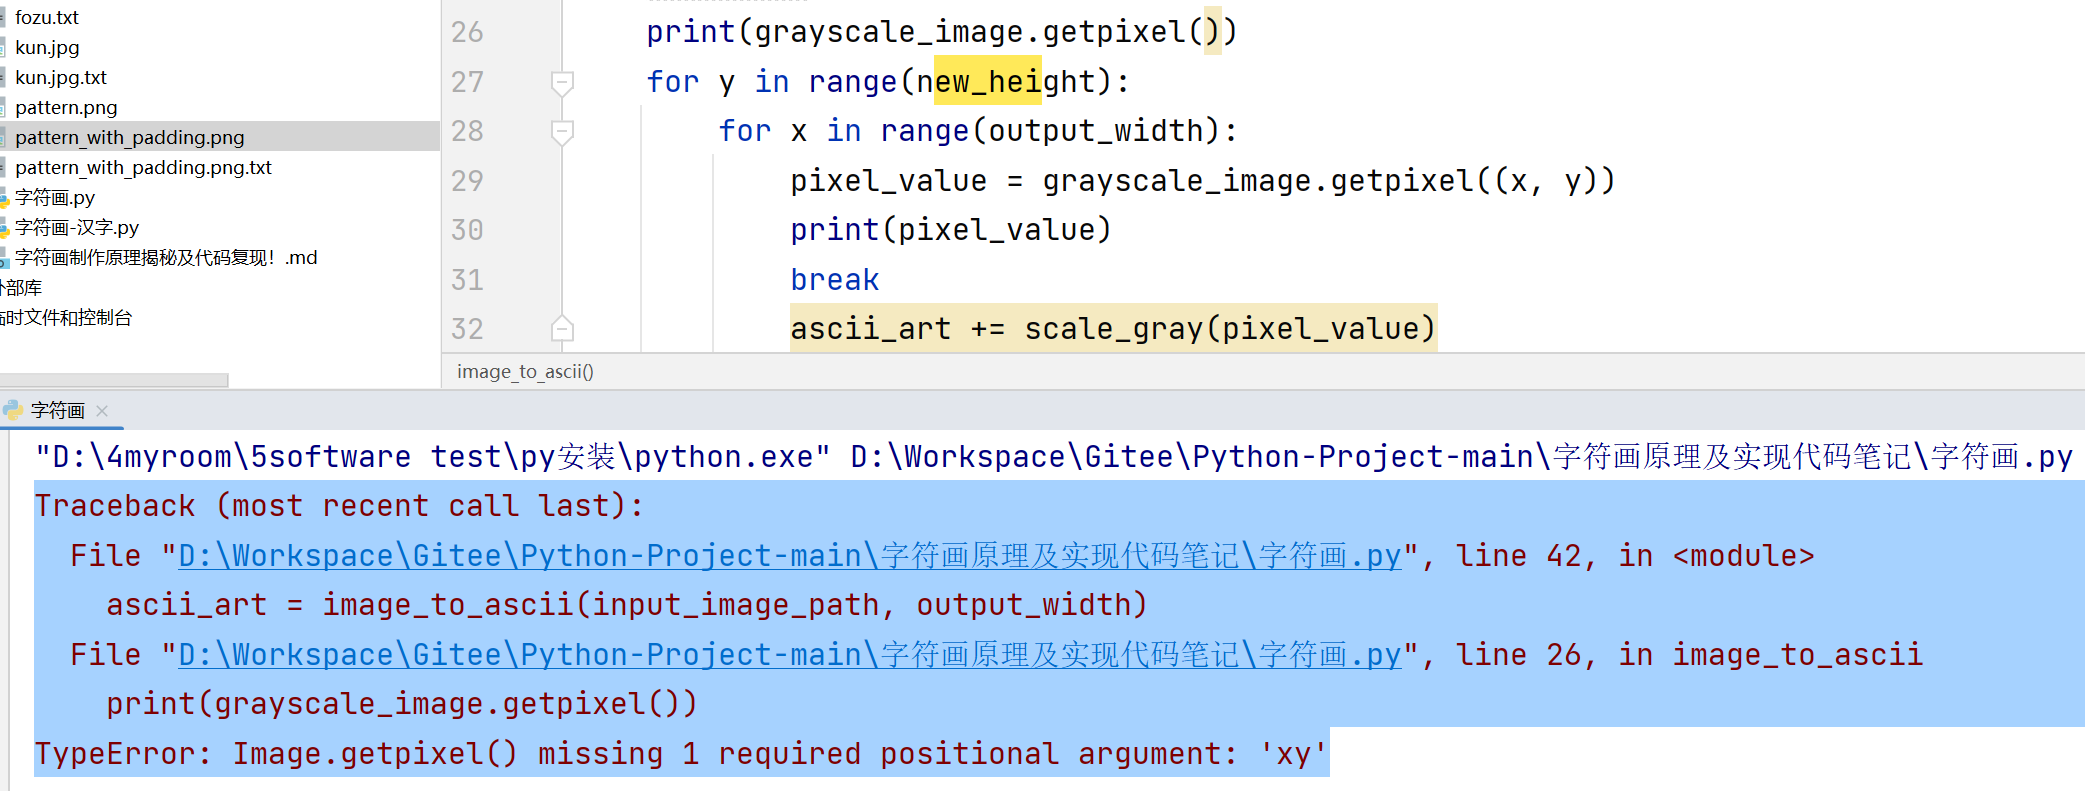 fozu.txt
kun.jpg
kun.jpg.txt
pattern.png
pattern_with_padding.png
pattern_with_padding.png.txt
字符画.py
字符画-汉字.py
字符画制作原理揭秘及代码复现！.md
外部库
临时文件和控制台
26 print(grayscale_image.getpixel())
27 for y in range(new_height):
28 for x in range(output_width):
29 pixel_value = grayscale_image.getpixel((x, y))
30 print(pixel_value)
31 break
32 ascii_art += scale_gray(pixel_value)
image_to_ascii()
字符画
"D:\4myroom\5software test\py安装\python.exe" D:\Workspace\Gitee\Python-Project-main\字符画原理及实现代码笔记\字符画.py
Traceback (most recent call last):
File "D:\Workspace\Gitee\Python-Project-main\字符画原理及实现代码笔记\字符画.py", line 42, in <module>
ascii_art = image_to_ascii(input_image_path, output_width)
File "D:\Workspace\Gitee\Python-Project-main\字符画原理及实现代码笔记\字符画.py", line 26, in image_to_ascii
print(grayscale_image.getpixel())
TypeError: Image.getpixel() missing 1 required positional argument: 'xy'